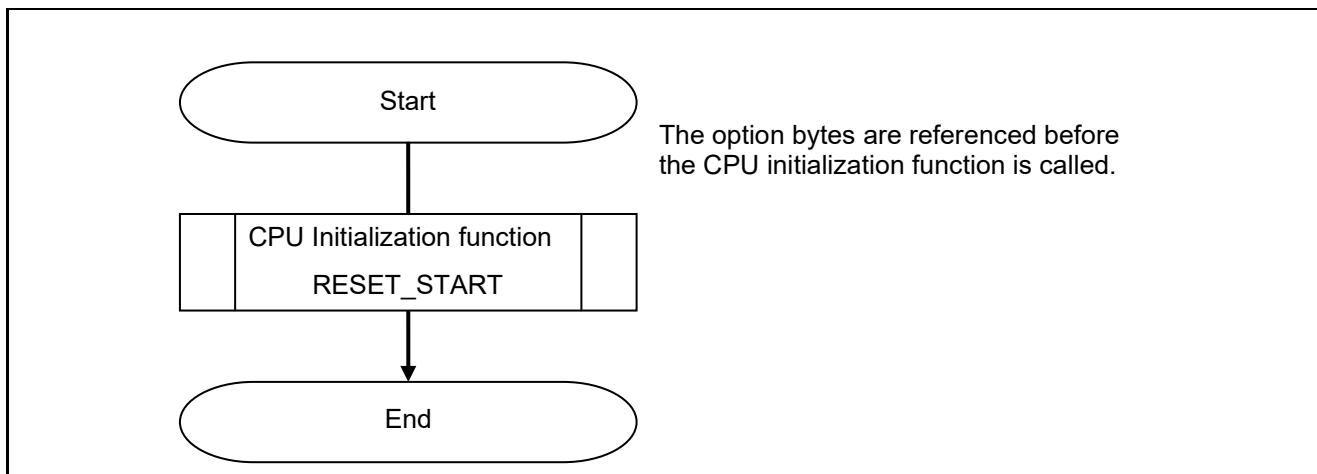 Start
The option bytes are referenced before
the CPU initialization function is called.
CPU Initialization function
RESET_START
End